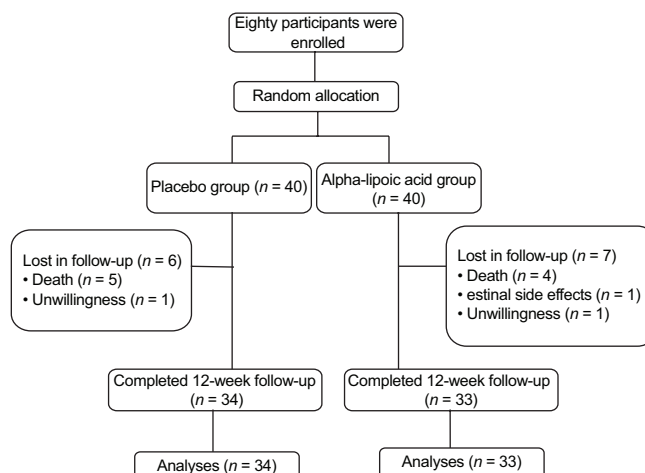 Eighty participants were
enrolled
Random allocation
Placebo group (n = 40)
Alpha-lipoic acid group
(n = 40)
Lost in follow-up (n = 6)
• Death (n = 5)
• Unwillingness (n = 1)
Lost in follow-up (n = 7)
• Death (n = 4)
• estinal side effects (n = 1)
• Unwillingness (n = 1)
Completed 12-week follow-up
(n = 34)
Completed 12-week follow-up
(n = 33)
Analyses (n = 34)
Analyses (n = 33)